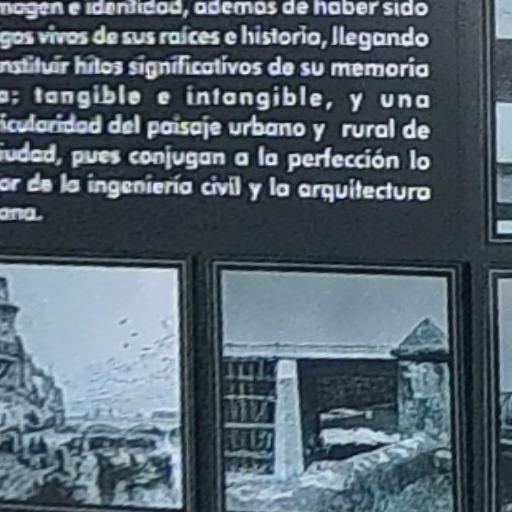 magen e identidad, además de haber sido
gos vivos de sus raíces e historia, llegando
nstituir hitos significativos de su memoria
a; tangible e intangible, y una
icularidad del paisaje urbano y rural de
iudad, pues conjugan a la perfección lo
or de la ingeniería civil y la arquitectura
ana.